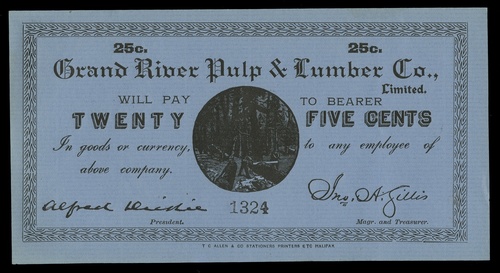 25c. 25c.
Grand River Pulp & Lumber Co.,
Limited.
WILL PAY TO BEARER
TWENTY FIVE CENTS
In goods or currency, to any employee of
above company.
Alfred Dickie Jno. A. Gillis
1324
President. Magr. and Treasurer.
T C ALLEN & CO STATIONERS PRINTERS &TC HALIFAX